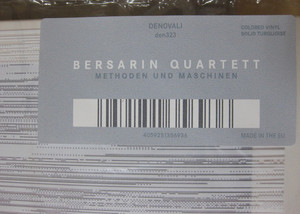 DENOVALI
den323
COLORED VINYL
SOLID TURQUOISE
BERSARIN QUARTETT
METHODEN UND MASCHINEN
MADE IN THE EU